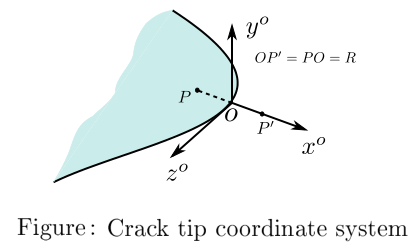 y^o
OP' = PO = R
P
O
P'
x^o
z^o
Figure: Crack tip coordinate system